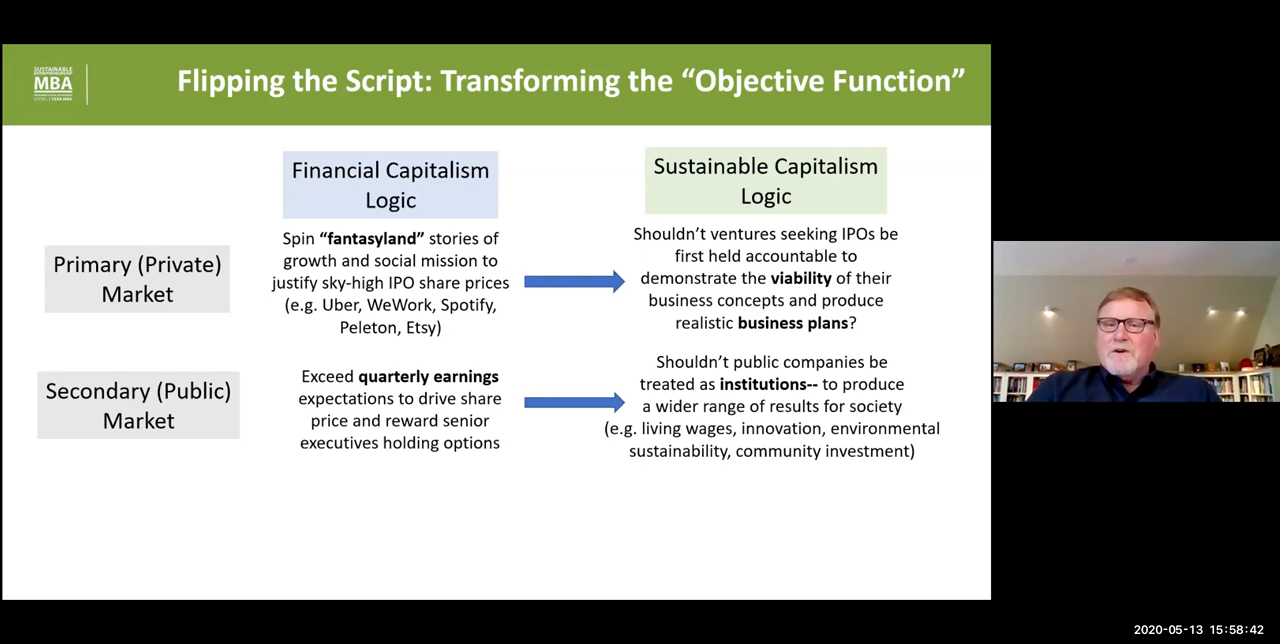 SUSTAINABLE
ENTREPRENEURSHIP
MBA
Flipping the Script: Transforming the “Objective Function”
Financial Capitalism
Logic
Sustainable Capitalism
Logic
Primary (Private)
Market
Spin “fantasyland” stories of
growth and social mission to
justify sky-high IPO share prices
(e.g. Uber, WeWork, Spotify,
Peleton, Etsy)
Shouldn’t ventures seeking IPOs be
first held accountable to
demonstrate the viability of their
business concepts and produce
realistic business plans?
Secondary (Public)
Market
Exceed quarterly earnings
expectations to drive share
price and reward senior
executives holding options
Shouldn’t public companies be
treated as institutions-- to produce
a wider range of results for society
(e.g. living wages, innovation, environmental
sustainability, community investment)
2020-05-13 15:58:42